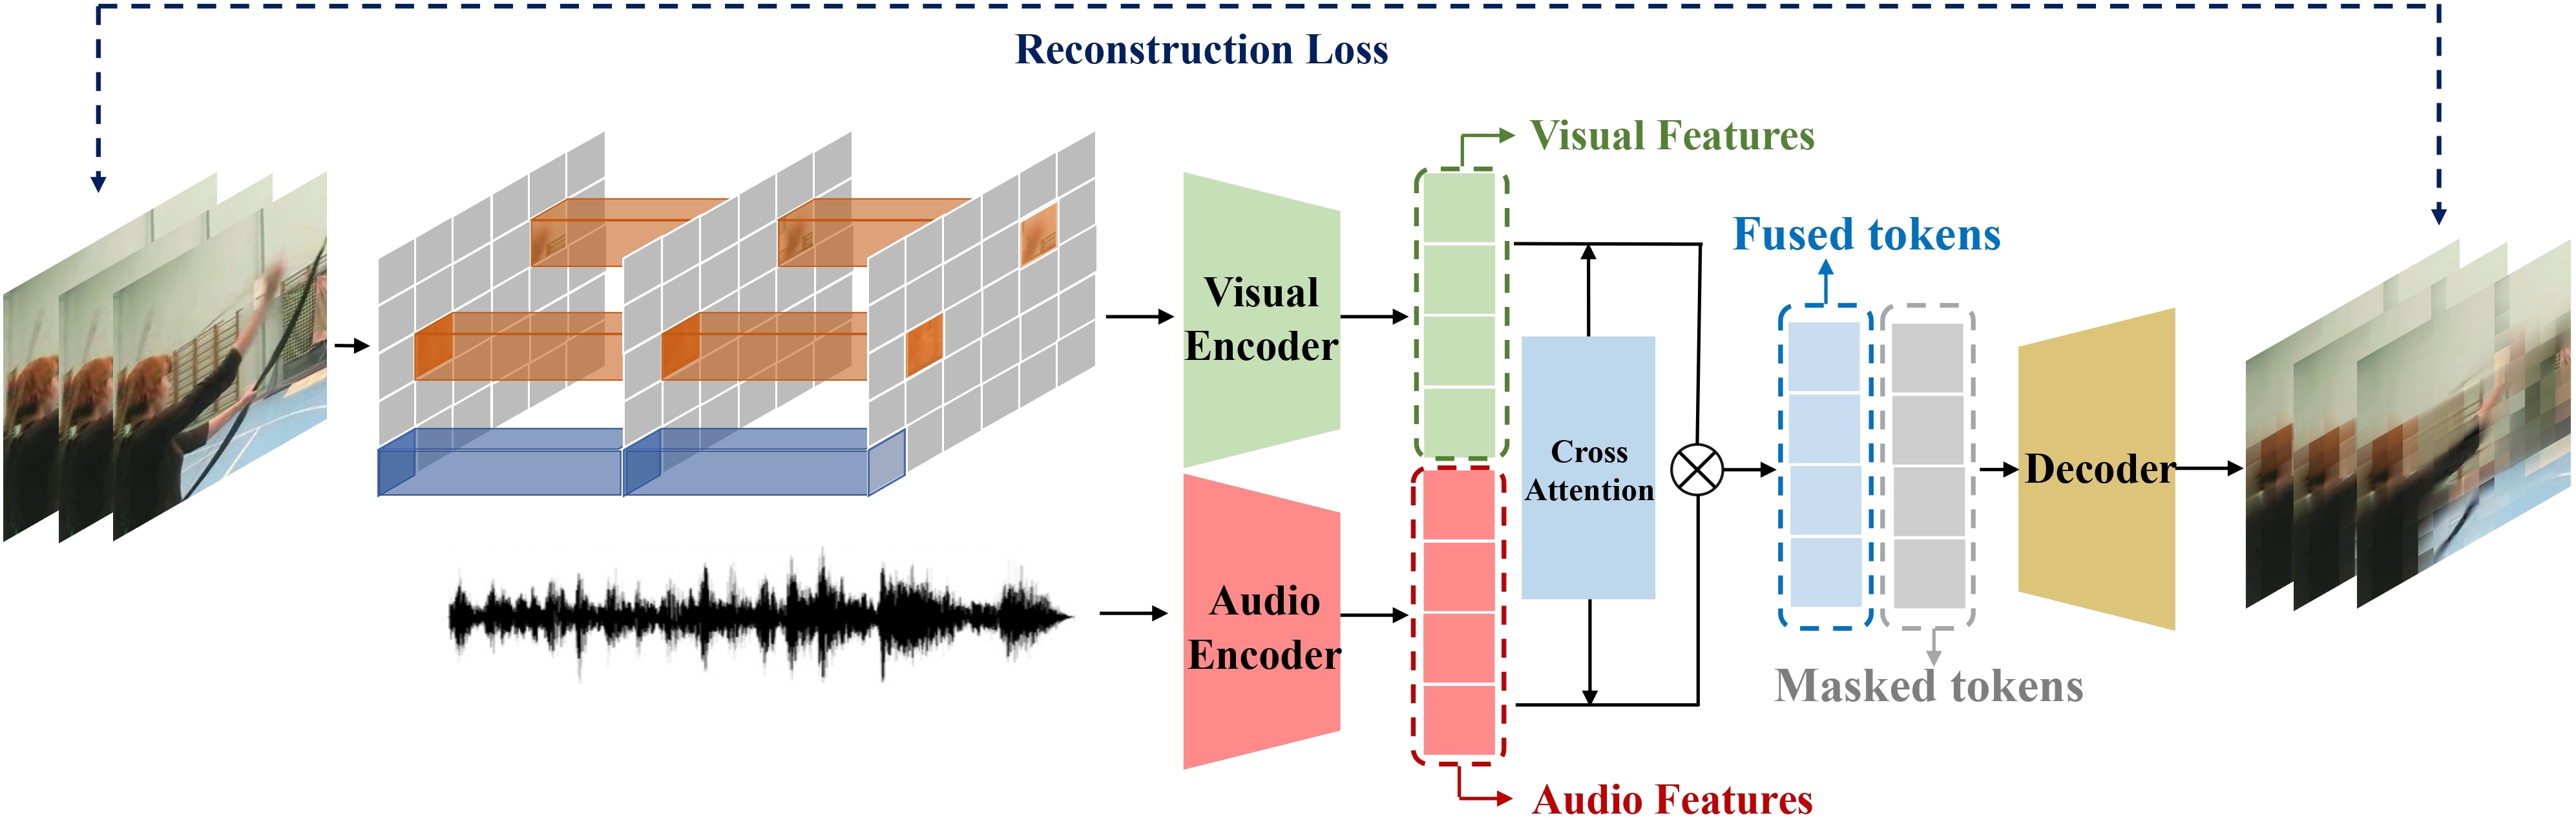 Reconstruction Loss
Visual Features
Fused tokens
Visual
Encoder
Cross
Attention
Decoder
Audio
Encoder
Masked tokens
Audio Features